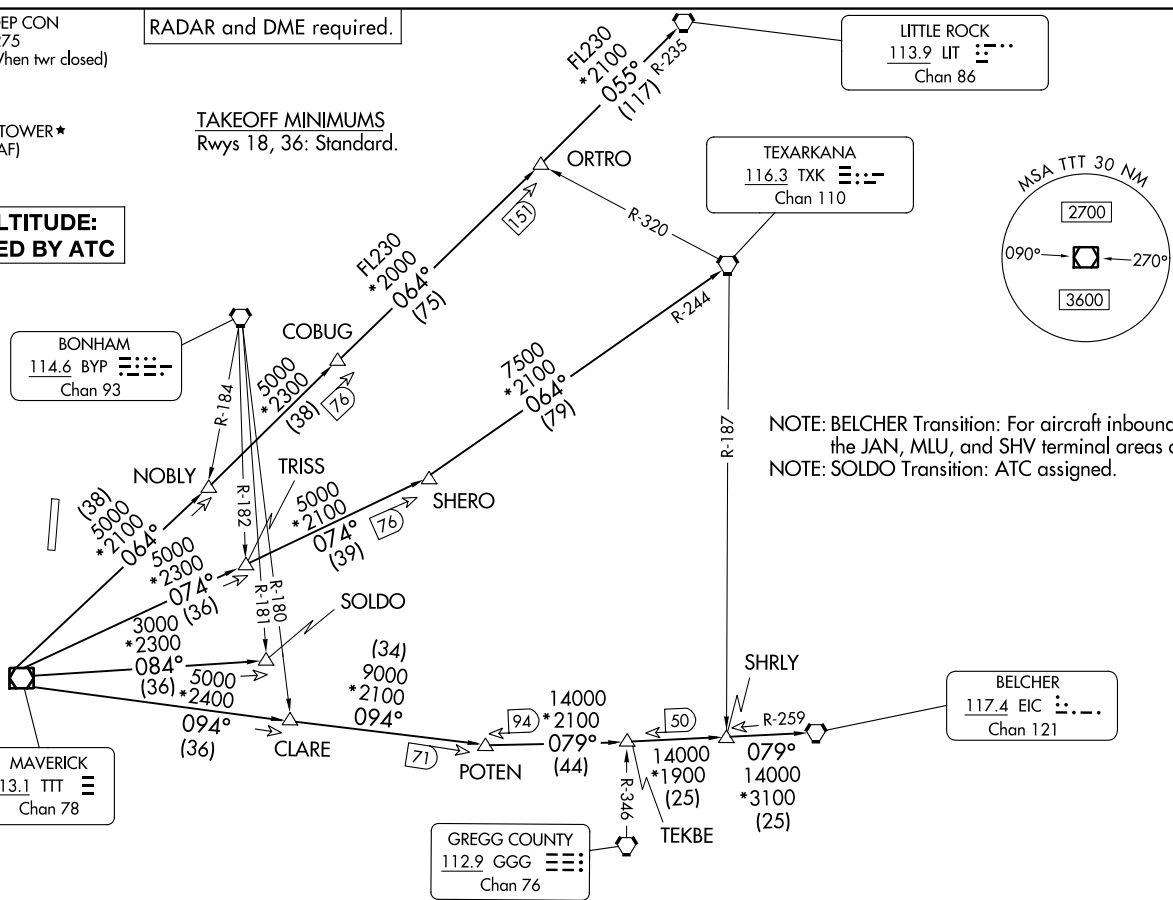 EP CON
275
When twr closed)
RADAR and DME required.
TOWER★
AF)
TAKEOFF MINIMUMS
Rwys 18, 36: Standard.
LTITUDE:
ED BY ATC
LITTLE ROCK
113.9 LIT
Chan 86
R-235
FL230
*2100
055°
(117)
ORTRO
151
TEXARKANA
116.3 TXK
Chan 110
R-320
R-244
R-187
MSA TTT 30 NM
2700
090°
270°
3600
FL230
*2000
064°
(75)
COBUG
76
BONHAM
114.6 BYP
Chan 93
R-184
R-182
R-181
R-180
5000
*2300
(38)
NOBLY
7500
*2100
064°
(79)
NOTE: BELCHER Transition: For aircraft inbound
the JAN, MLU, and SHV terminal areas
NOTE: SOLDO Transition: ATC assigned.
TRISS
SHERO
5000
*2100
074°
(39)
76
(38)
5000
*2100
064°
5000
*2300
074°
(36)
3000
*2300
084°
(36)
SOLDO
5000
*2400
094°
(36)
CLARE
(34)
9000
*2100
094°
71
94
POTEN
14000
*2100
079°
(44)
50
14000
*1900
(25)
TEKBE
SHRLY
R-259
079°
14000
*3100
(25)
BELCHER
117.4 EIC
Chan 121
MAVERICK
13.1 TTT
Chan 78
R-346
GREGG COUNTY
112.9 GGG
Chan 76